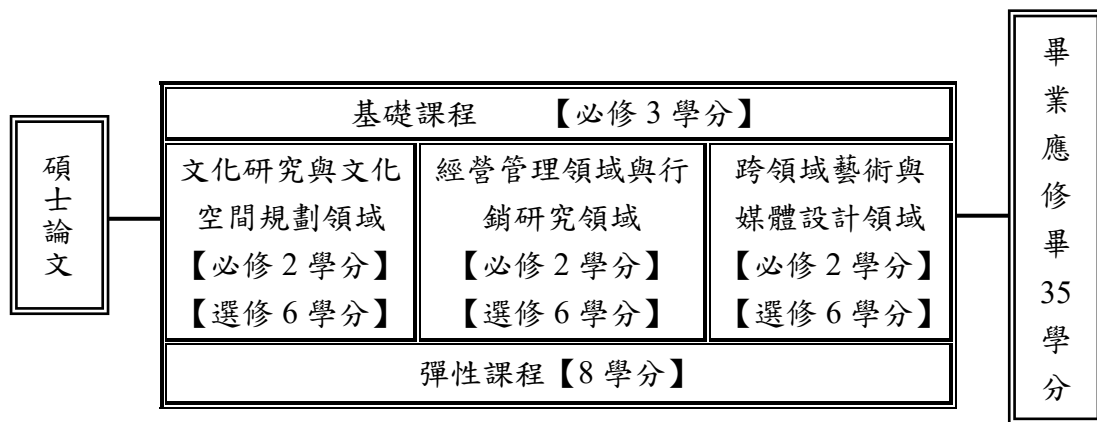 碩
士
論
文
基礎課程 【必修 3 學分】
文化研究與文化
空間規劃領域
【必修 2 學分】
【選修 6 學分】
經營管理領域與行
銷研究領域
【必修 2 學分】
【選修 6 學分】
跨領域藝術與
媒體設計領域
【必修 2 學分】
【選修 6 學分】
彈性課程【8 學分】
畢
業
應
修
畢
35
學
分